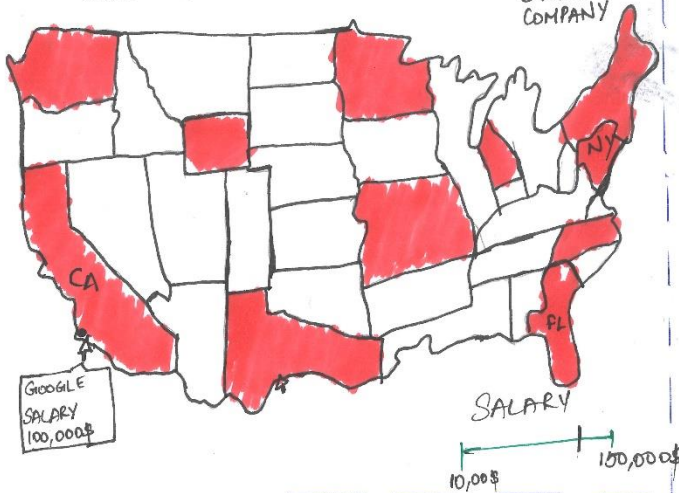 COMPANY
NY
CA
FL
GOOGLE
SALARY
100,000$
SALARY
10,00$
150,000$